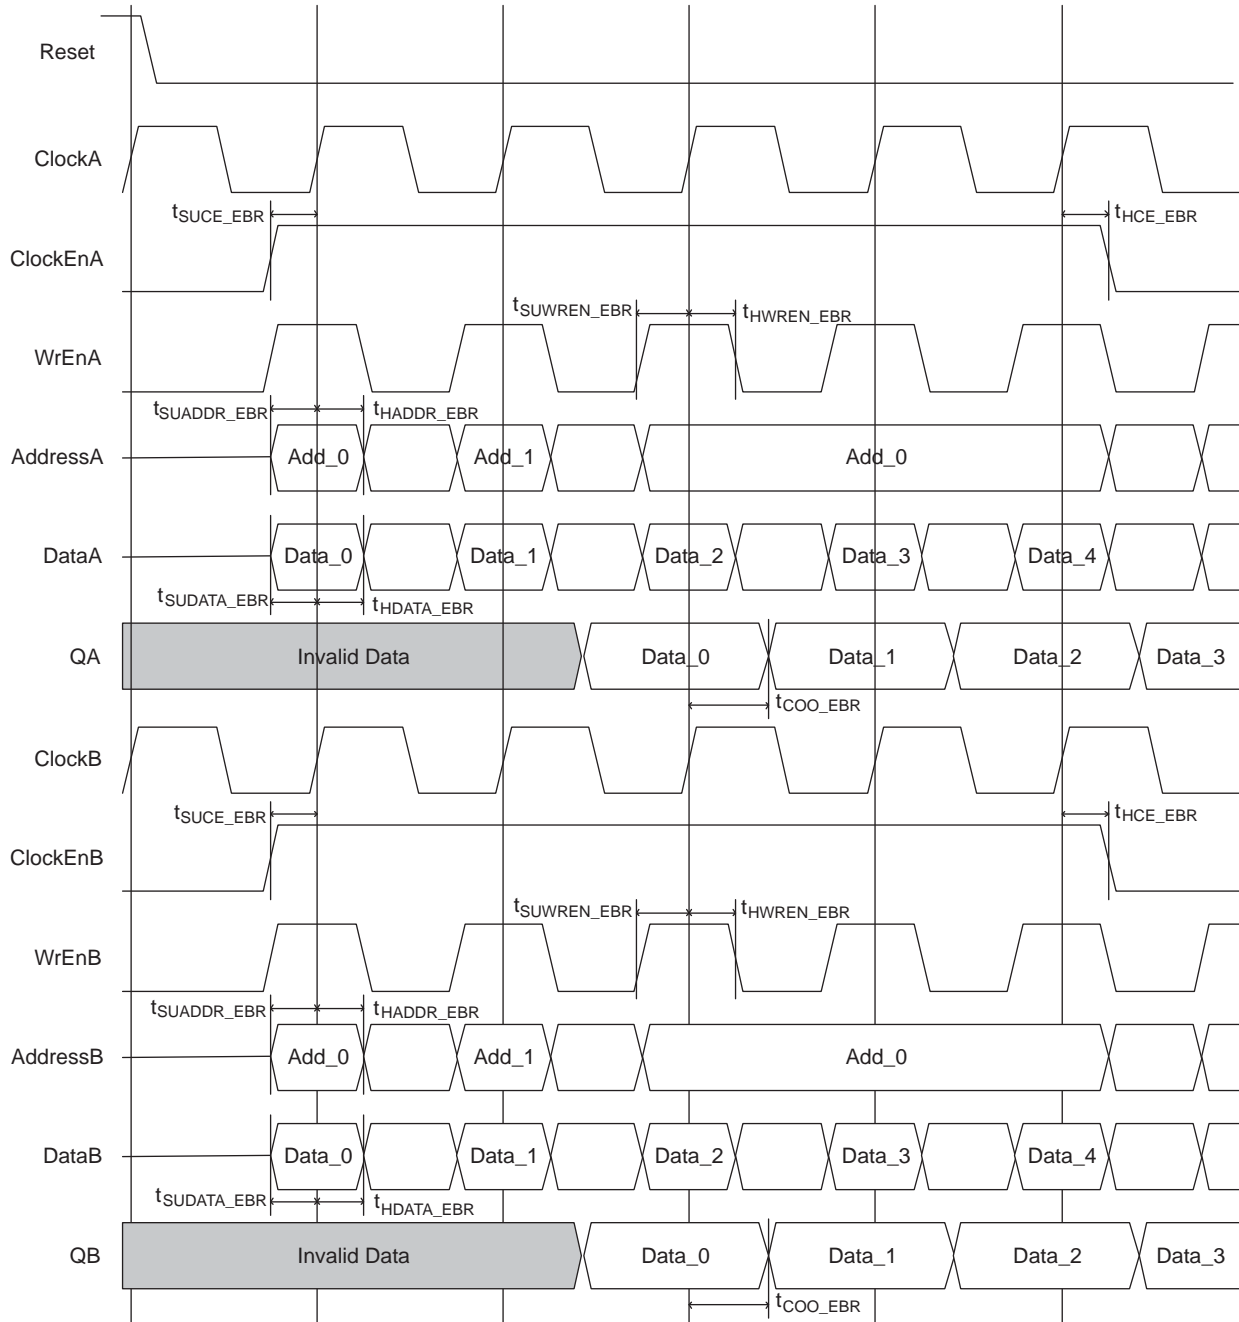 Reset
ClockA
tSUCE_EBR tHCE_EBR
ClockEnA
tSUWREN_EBR tHWREN_EBR
WrEnA
tSUADDR_EBR tHADDR_EBR
AddressA Add_0 Add_1 Add_0
DataA Data_0 Data_1 Data_2 Data_3 Data_4
tSUDATA_EBR tHDATA_EBR
QA Invalid Data Data_0 Data_1 Data_2 Data_3
tCOO_EBR
ClockB
tSUCE_EBR tHCE_EBR
ClockEnB
tSUWREN_EBR tHWREN_EBR
WrEnB
tSUADDR_EBR tHADDR_EBR
AddressB Add_0 Add_1 Add_0
DataB Data_0 Data_1 Data_2 Data_3 Data_4
tSUDATA_EBR tHDATA_EBR
QB Invalid Data Data_0 Data_1 Data_2 Data_3
tCOO_EBR